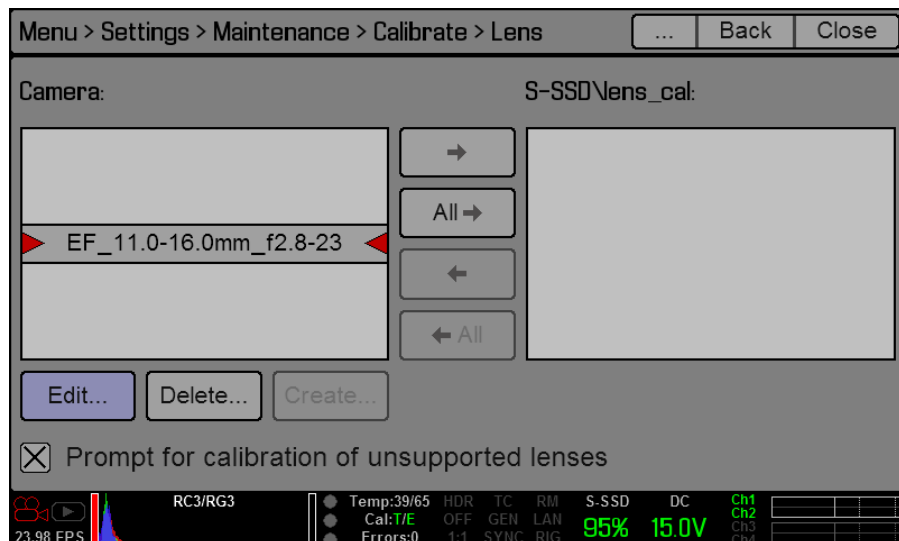 Menu > Settings > Maintenance > Calibrate > Lens
...
Back
Close
Camera:
S-SSD\lens_cal:
All
EF_11.0-16.0mm_f2.8-23
All
Edit...
Delete...
Create...
Prompt for calibration of unsupported lenses
RC3/RG3
Temp:39/65 HDR TC RM S-SSD DC Ch1
Cal:T/E OFF GEN LAN 95% 15.0V Ch2
Ch3
23.98 FPS Errors:0 1:1 SYNC RIG Ch4